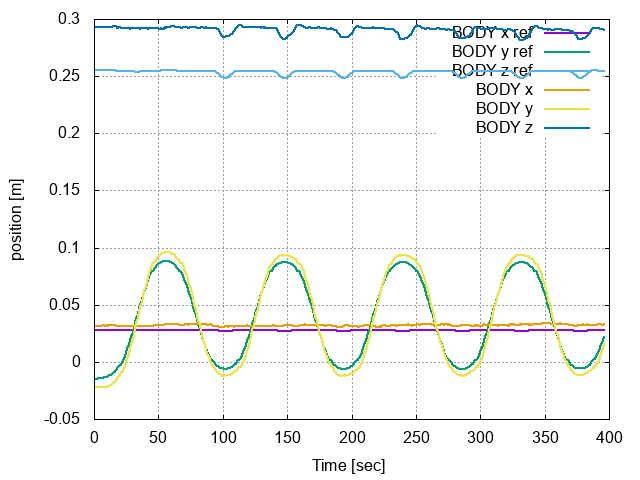 0.3
0.25
0.2
0.15
0.1
0.05
0
-0.05
position [m]
BODY x ref
BODY y ref
BODY z ref
BODY x
BODY y
BODY z
0 50 100 150 200 250 300 350 400
Time [sec]